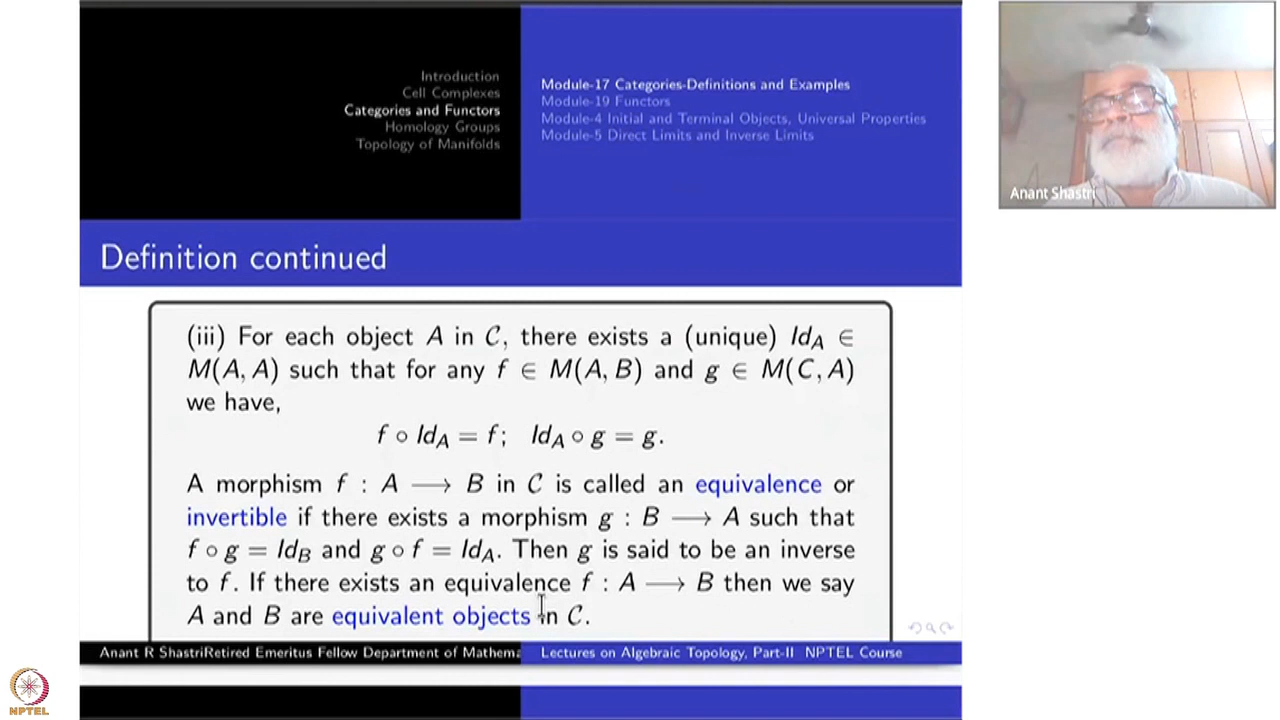 Introduction
Cell Complexes
Categories and Functors
Homology Groups
Topology of Manifolds
Module-17 Categories-Definitions and Examples
Module-19 Functors
Module-4 Initial and Terminal Objects, Universal Properties
Module-5 Direct Limits and Inverse Limits
Anant Shastri
Definition continued
(iii) For each object A in 𝒞, there exists a (unique) Id_A ∈
M(A, A) such that for any f ∈ M(A, B) and g ∈ M(C, A)
we have,
f ∘ Id_A = f; Id_A ∘ g = g.
A morphism f : A ⟶ B in 𝒞 is called an equivalence or
invertible if there exists a morphism g : B ⟶ A such that
f ∘ g = Id_B and g ∘ f = Id_A. Then g is said to be an inverse
to f. If there exists an equivalence f : A ⟶ B then we say
A and B are equivalent objects in 𝒞.
Anant R ShastriRetired Emeritus Fellow Department of Mathema
Lectures on Algebraic Topology, Part-II NPTEL Course
NPTEL